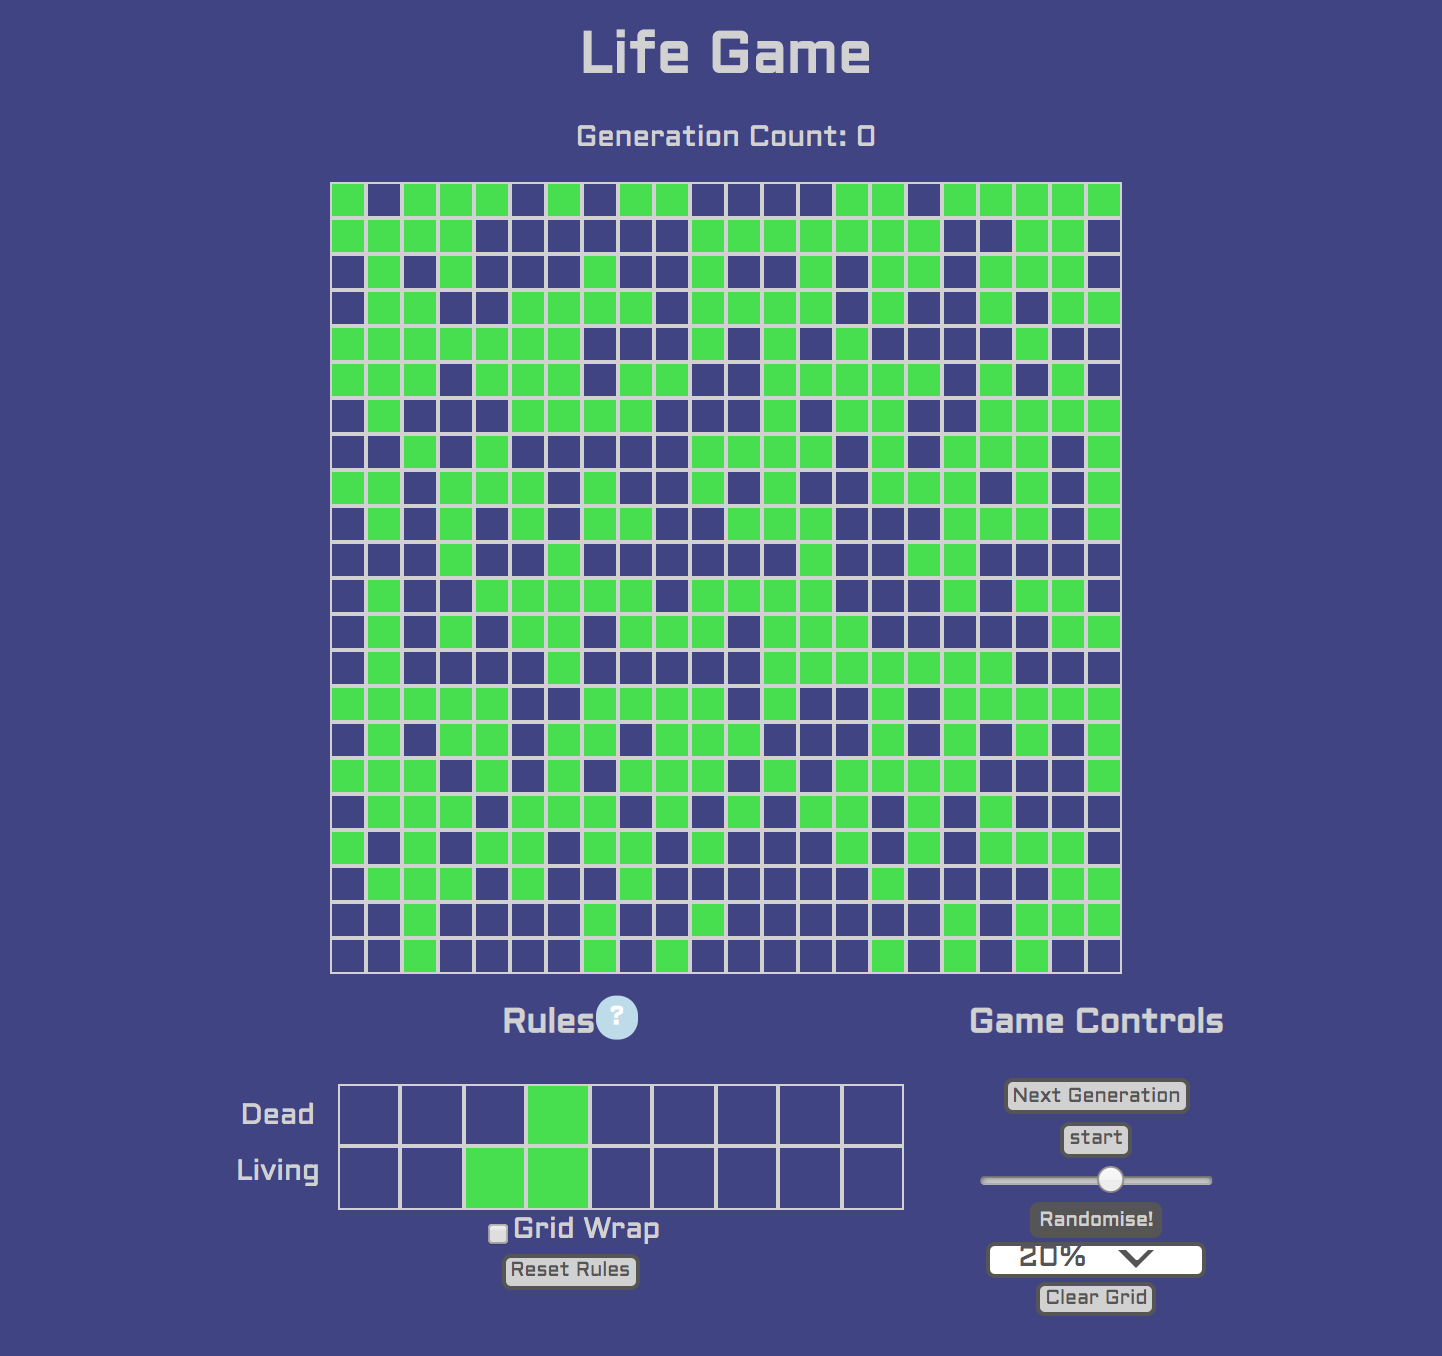 Life Game
Generation Count: 0
Rules ?
Dead
Living
Grid Wrap
Reset Rules
Game Controls
Next Generation
start
Randomise!
20%
Clear Grid